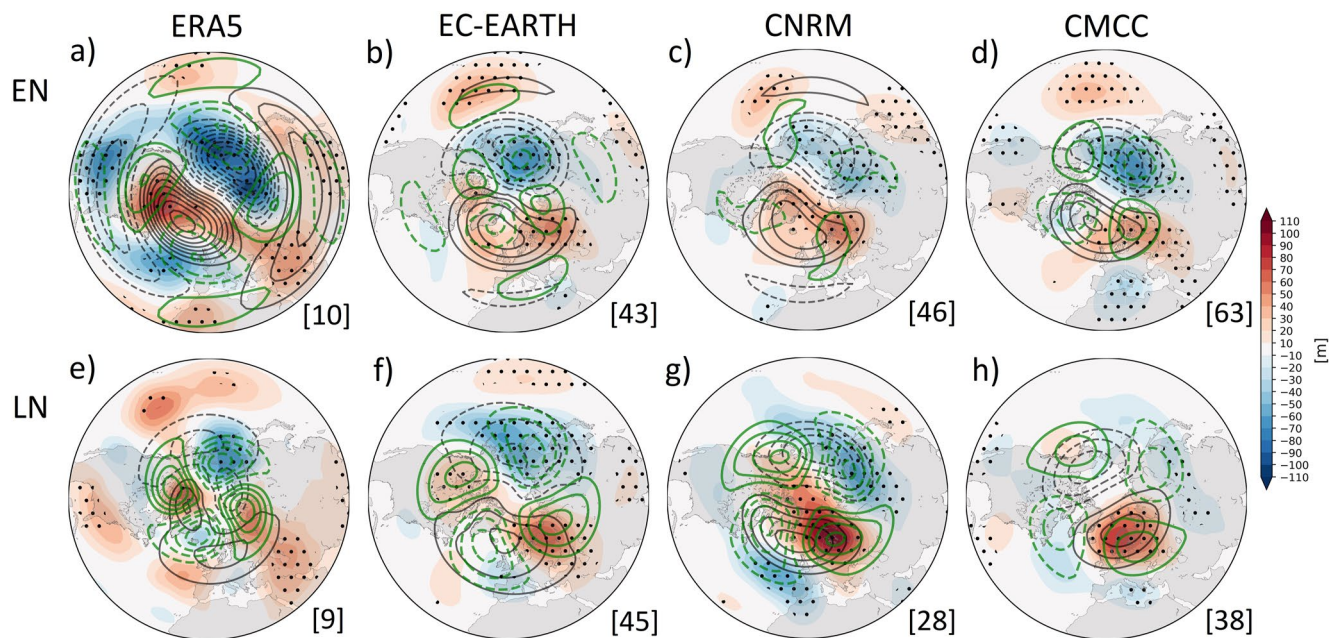 ERA5 EC-EARTH CNRM CMCC
a) b) c) d)
EN
[10] [43] [46] [63]
e) f) g) h)
LN
[9] [45] [28] [38]
110
100
90
80
70
60
50
40
30
20
10
−10
−20
−30
−40
−50
−60
−70
−80
−90
−100
−110
[m]